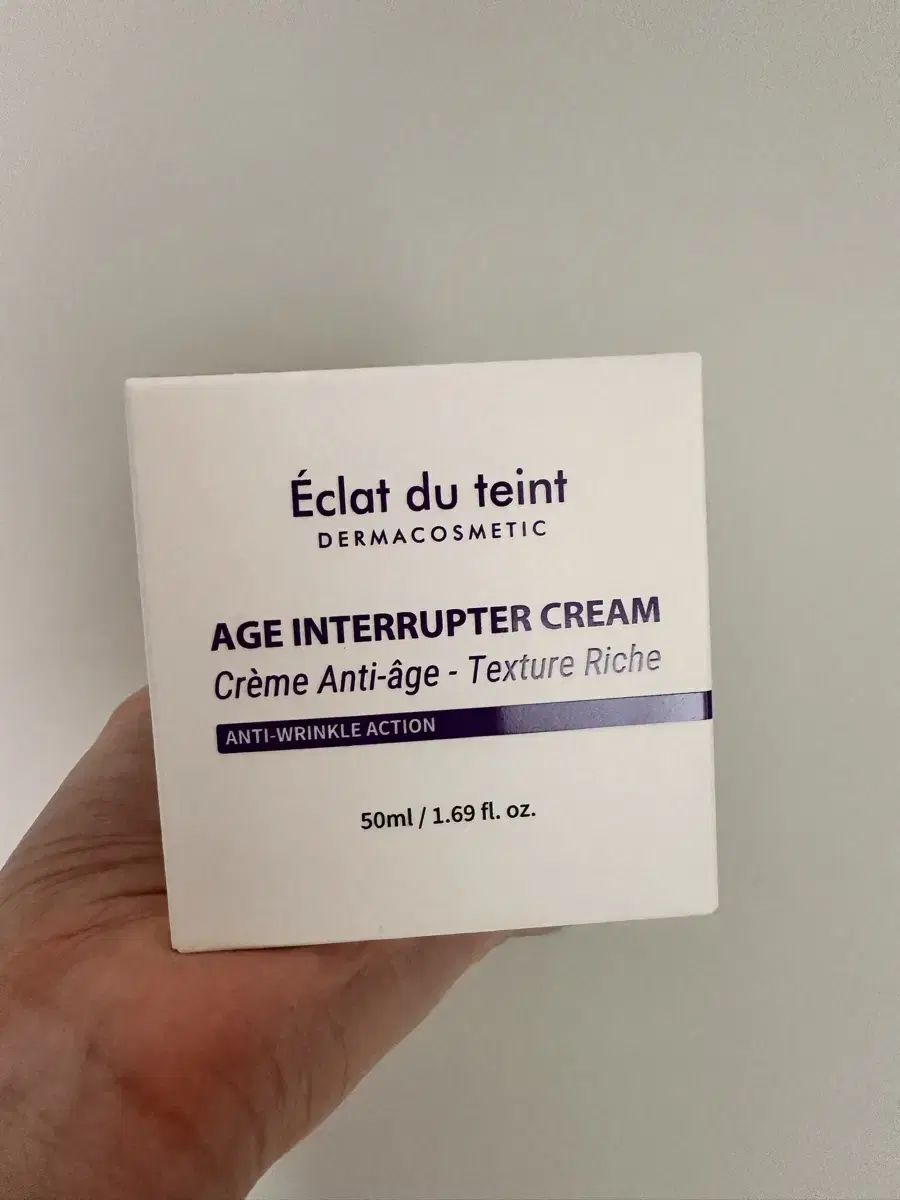 Éclat du teint
DERMACOSMETIC
AGE INTERRUPTER CREAM
Crème Anti-âge - Texture Riche
ANTI-WRINKLE ACTION
50ml / 1.69 fl. oz.